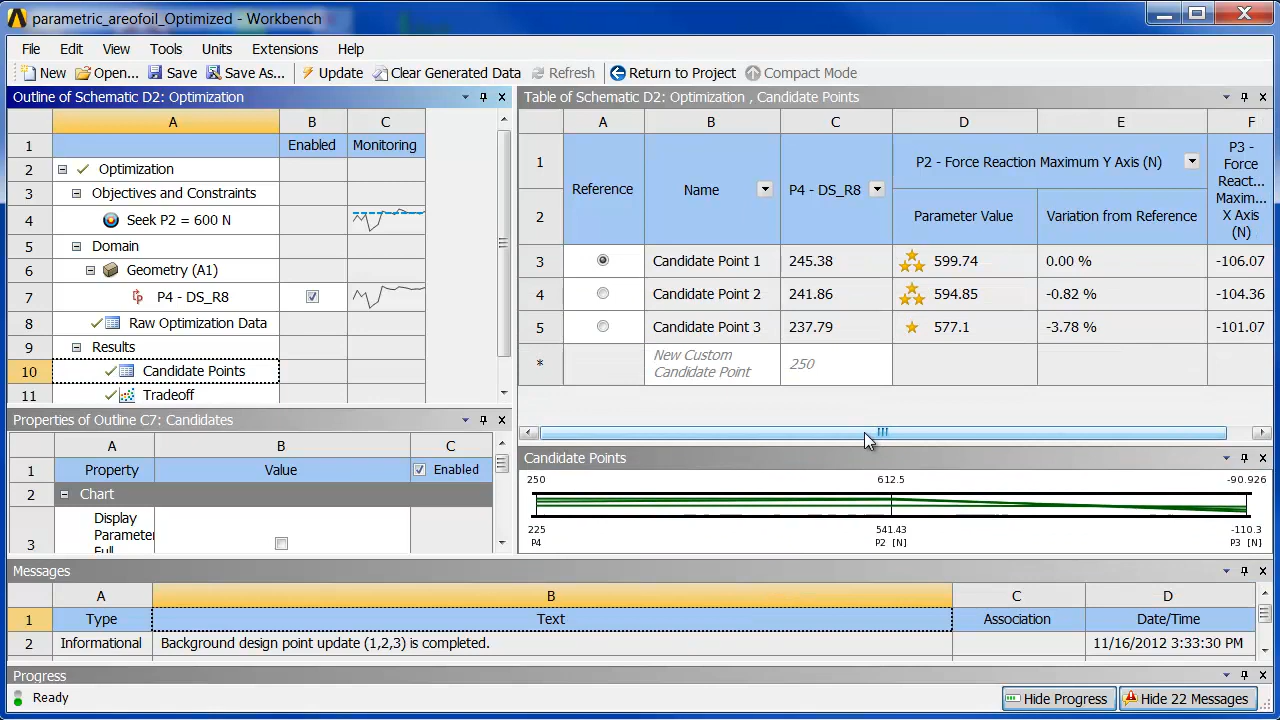 parametric_areofoil_Optimized - Workbench
File Edit View Tools Units Extensions Help
New Open... Save Save As... Update Clear Generated Data Refresh Return to Project Compact Mode
Outline of Schematic D2: Optimization
A B C
1 Enabled Monitoring
2 Optimization
3 Objectives and Constraints
4 Seek P2 = 600 N
5 Domain
6 Geometry (A1)
7 P4 - DS_R8
8 Raw Optimization Data
9 Results
10 Candidate Points
11 Tradeoff
Properties of Outline C7: Candidates
A B C
1 Property Value Enabled
2 Chart
3 Display
Parameter
Full
Table of Schematic D2: Optimization , Candidate Points
A B C D E F
1 Reference Name P4 - DS_R8 P2 - Force Reaction Maximum Y Axis (N) P3 -
Force
React...
Maxim...
X Axis
(N)
2 Parameter Value Variation from Reference
3 Candidate Point 1 245.38 599.74 0.00 % -106.07
4 Candidate Point 2 241.86 594.85 -0.82 % -104.36
5 Candidate Point 3 237.79 577.1 -3.78 % -101.07
* New Custom
Candidate Point 250
Candidate Points
250 612.5 -90.926
225 541.43 -110.3
P4 P2 [N] P3 [N]
Messages
A B C D
1 Type Text Association Date/Time
2 Informational Background design point update (1,2,3) is completed. 11/16/2012 3:33:30 PM
Progress
Ready Hide Progress Hide 22 Messages